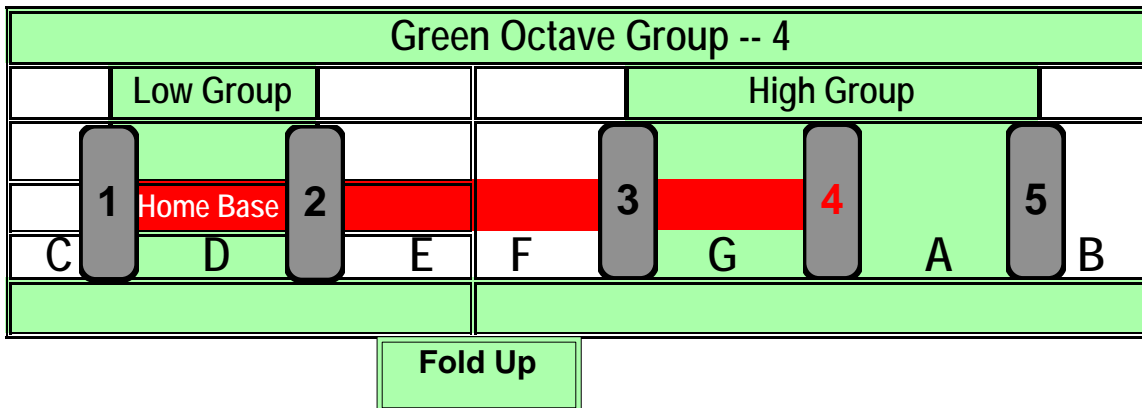 Green Octave Group -- 4
Low Group High Group
1 Home Base 2 3 4 5
C D E F G A B
Fold Up